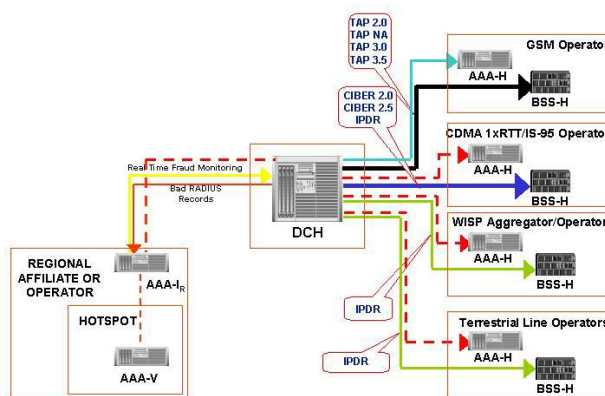 TAP 2.0
TAP NA
TAP 3.0
TAP 3.5
GSM Operator
AAA-H
BSS-H
CIBER 2.0
CIBER 2.5
IPDR
CDMA 1xRTT/IS-95 Operator
AAA-H
BSS-H
Real Time Fraud Monitoring
Bad RADIUS
Records
DCH
WISP Aggregator/Operator
AAA-H
BSS-H
REGIONAL
AFFILIATE OR
OPERATOR
AAA-IR
IPDR
HOTSPOT
AAA-V
IPDR
Terrestrial Line Operators
AAA-H
BSS-H